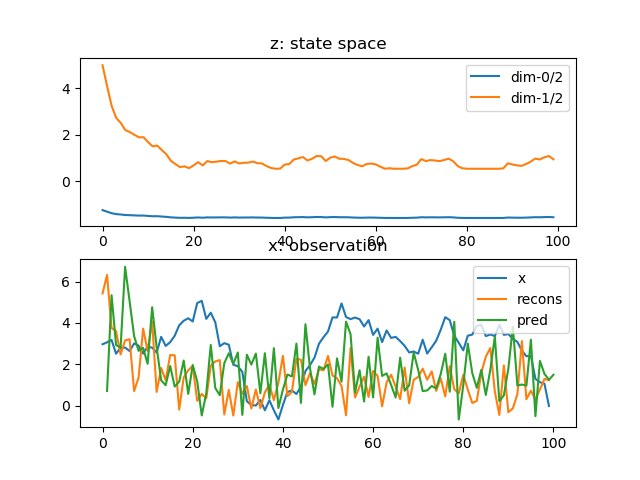 z: state space
4
2
0
dim-0/2
dim-1/2
0 20 40 60 80 100
x: observation
6
4
2
0
x
recons
pred
0 20 40 60 80 100